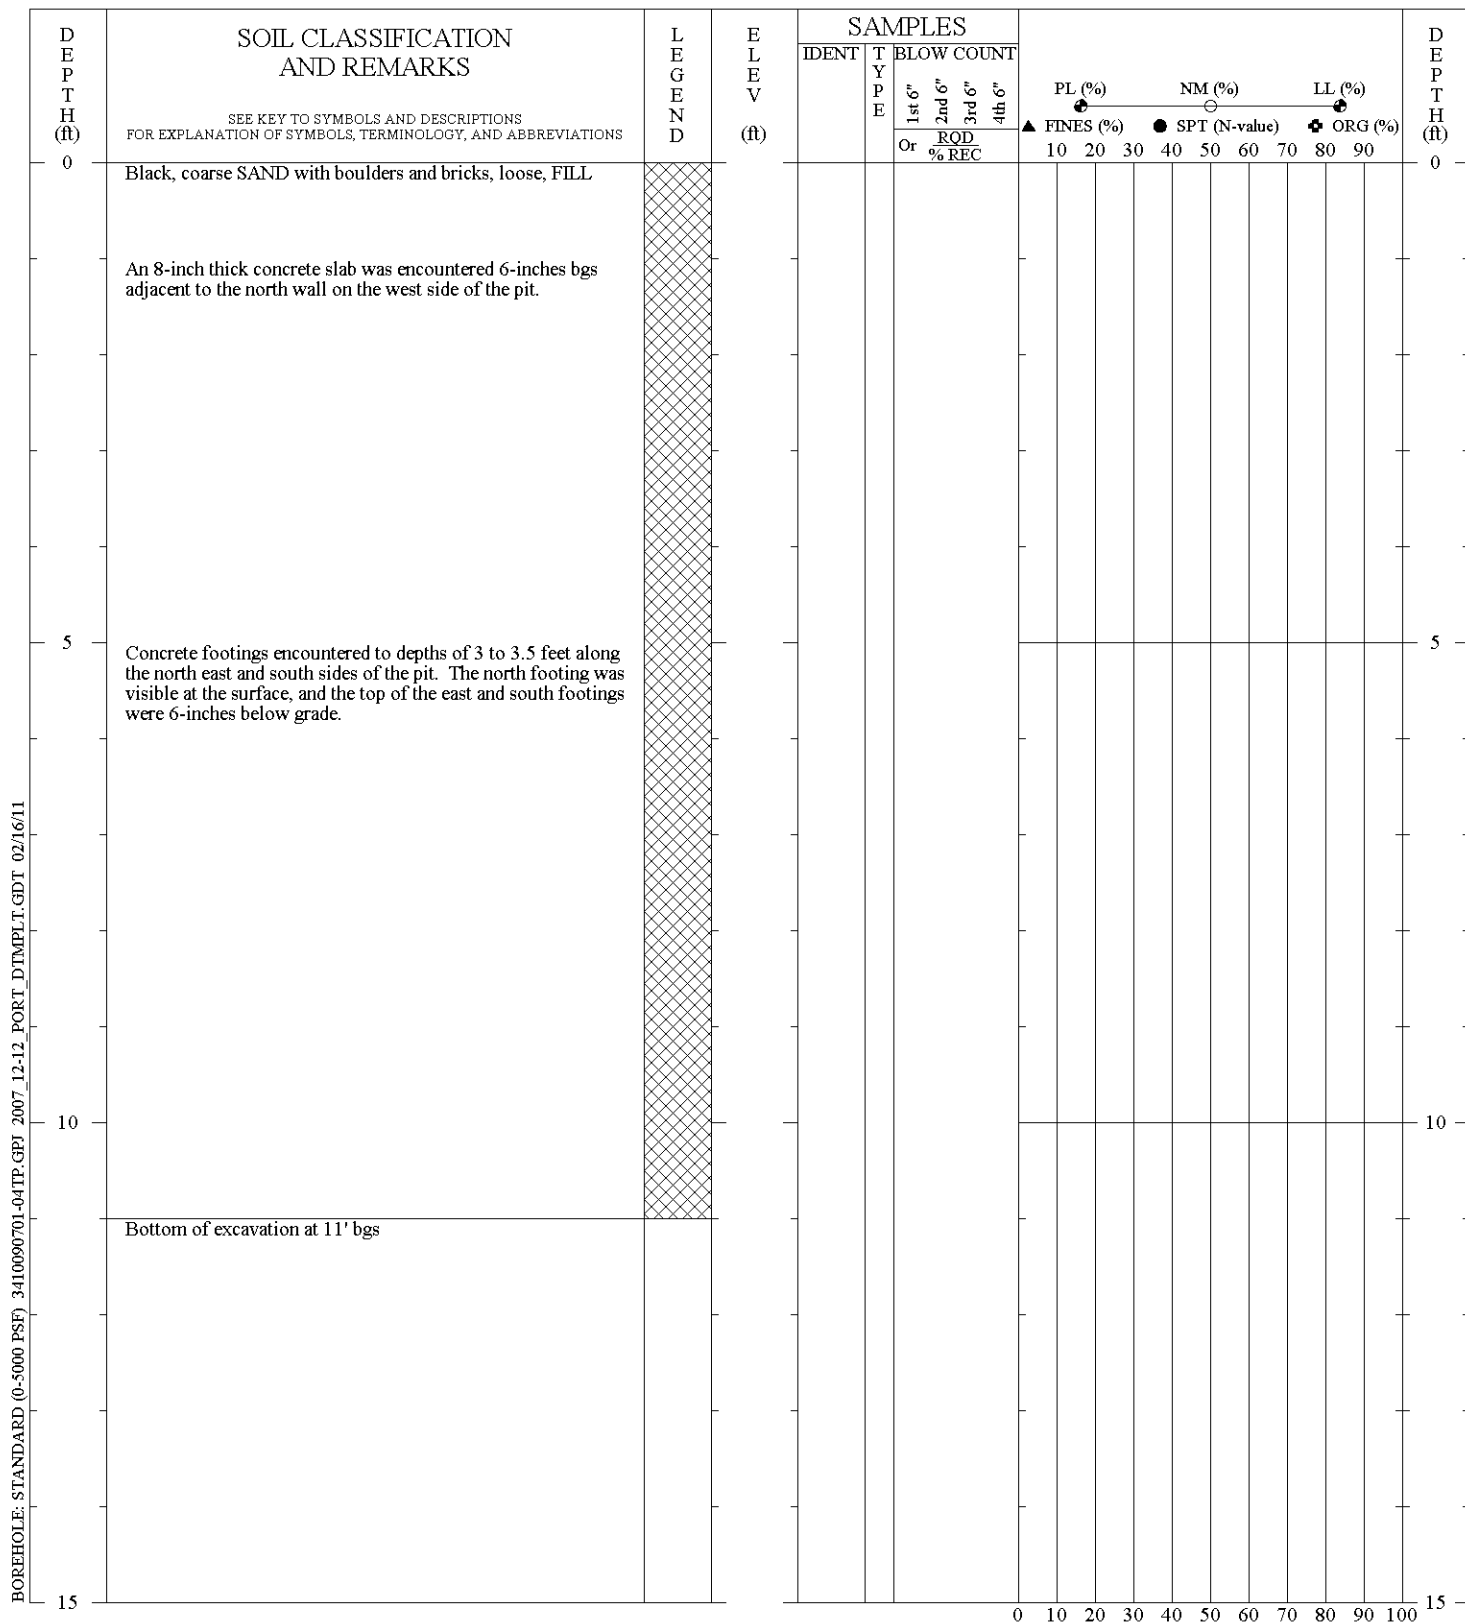 DEPTH
(ft)
SOIL CLASSIFICATION
AND REMARKS
SEE KEY TO SYMBOLS AND DESCRIPTIONS
FOR EXPLANATION OF SYMBOLS, TERMINOLOGY, AND ABBREVIATIONS
LEGEND
ELEV
(ft)
SAMPLES
IDENT
TYPE
BLOW COUNT
1st 6"
2nd 6"
3rd 6"
4th 6"
Or RQD
% REC
PL (%) NM (%) LL (%)
FINES (%) SPT (N-value) ORG (%)
10 20 30 40 50 60 70 80 90
DEPTH
(ft)
0 0
Black, coarse SAND with boulders and bricks, loose, FILL
An 8-inch thick concrete slab was encountered 6-inches bgs
adjacent to the north wall on the west side of the pit.
5 5
Concrete footings encountered to depths of 3 to 3.5 feet along
the north east and south sides of the pit. The north footing was
visible at the surface, and the top of the east and south footings
were 6-inches below grade.
10 10
Bottom of excavation at 11' bgs
15 15
0 10 20 30 40 50 60 70 80 90 100
BOREHOLE: STANDARD (0-5000 PSF) 3410090701-04TP.GPJ 2007_12-12_PORT_DTMPLT.GDT 02/16/11